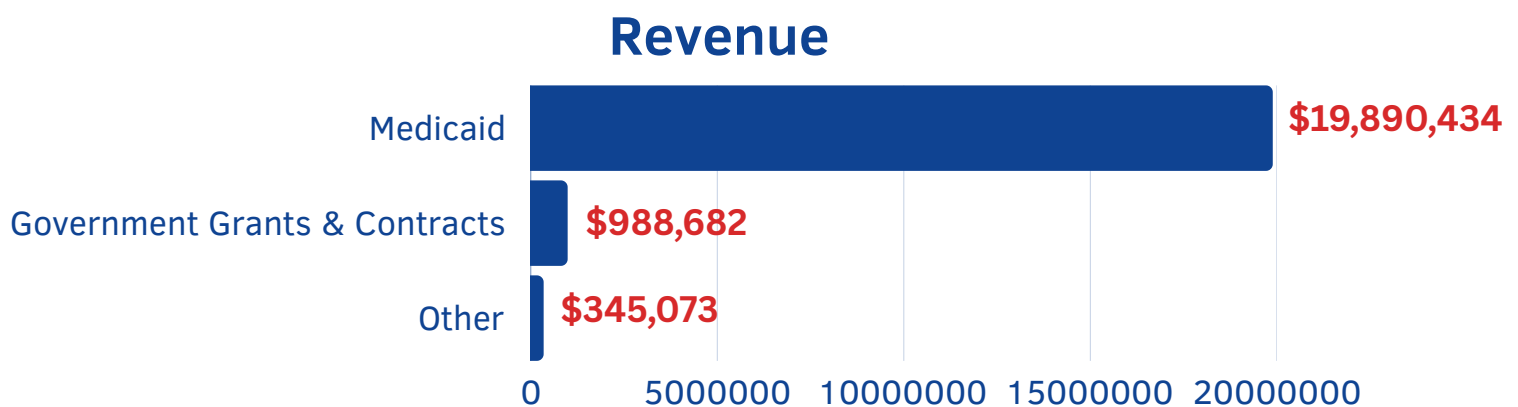 Revenue
Medicaid $19,890,434
Government Grants & Contracts $988,682
Other $345,073
0 5000000 10000000 15000000 20000000